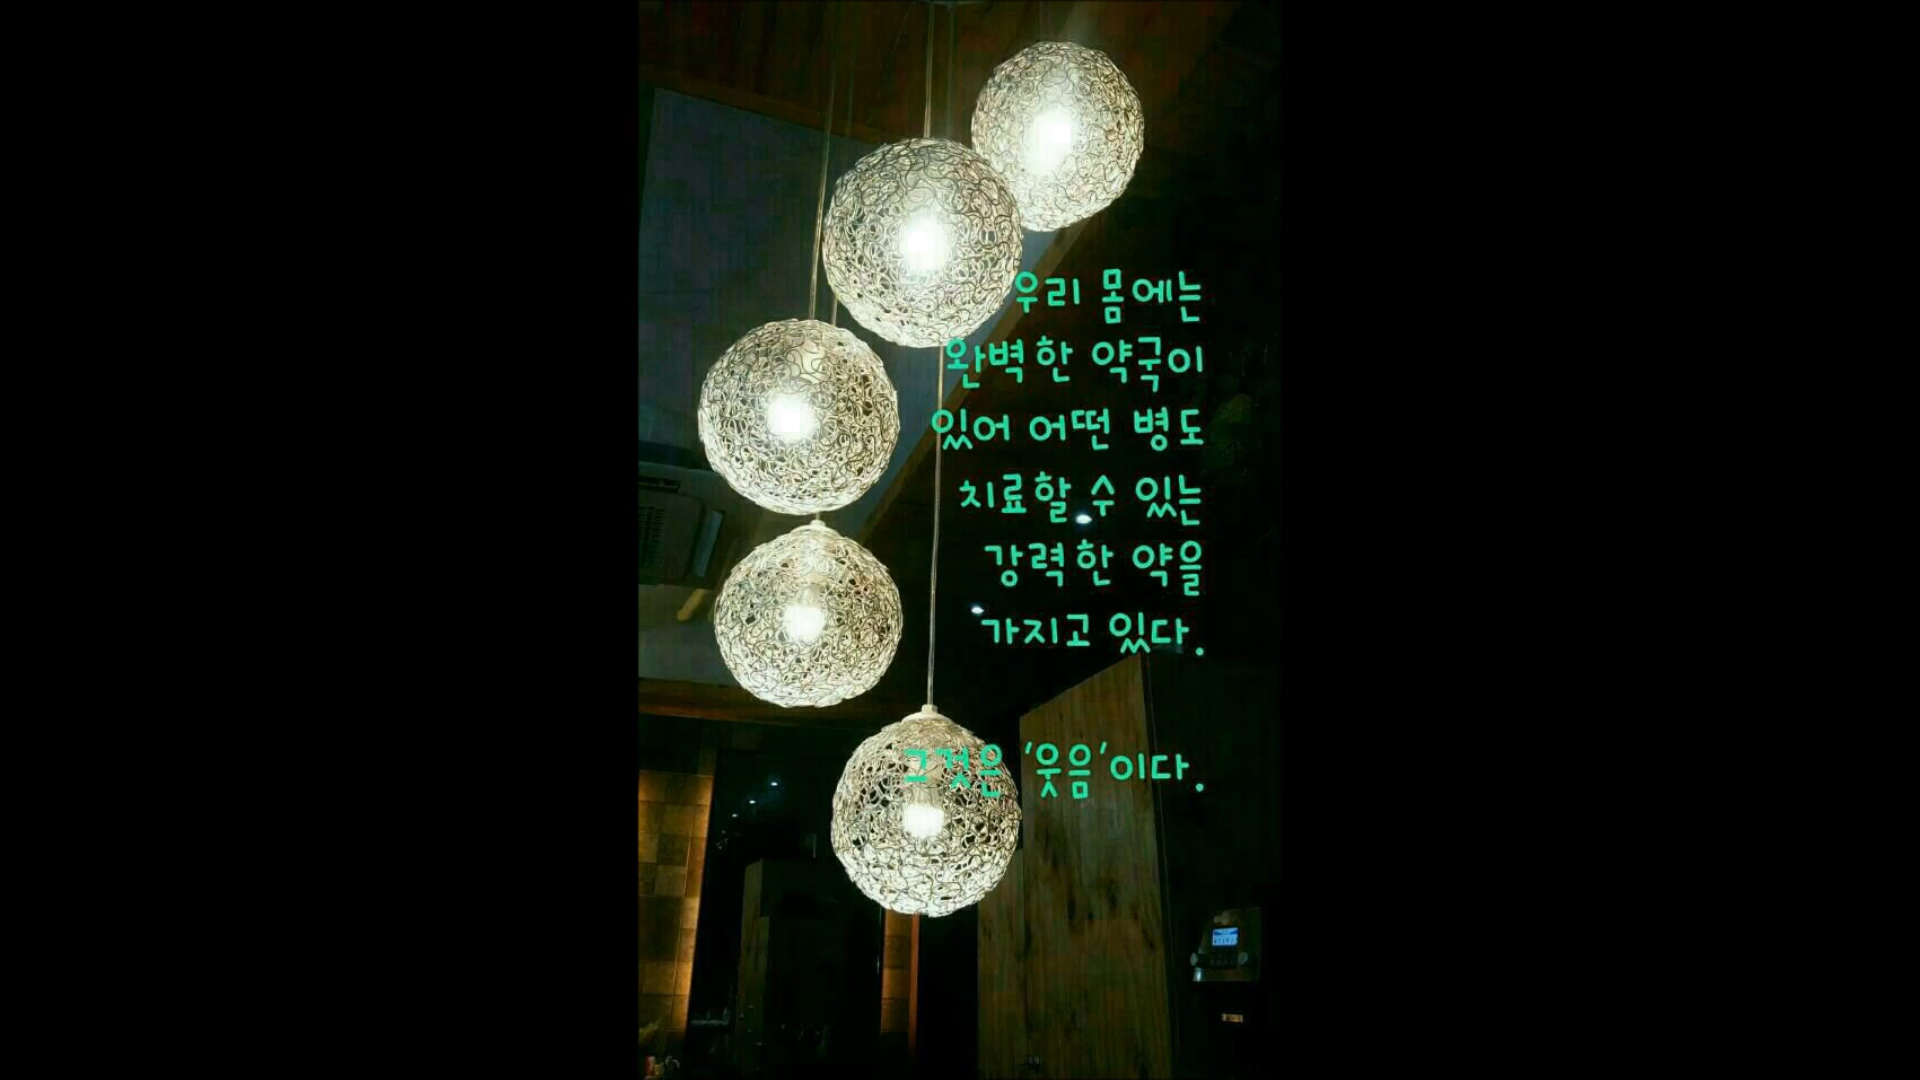 우리 몸에는
완벽한 약국이
있어 어떤 병도
치료할 수 있는
강력한 약을
가지고 있다.
그것은 '웃음'이다.